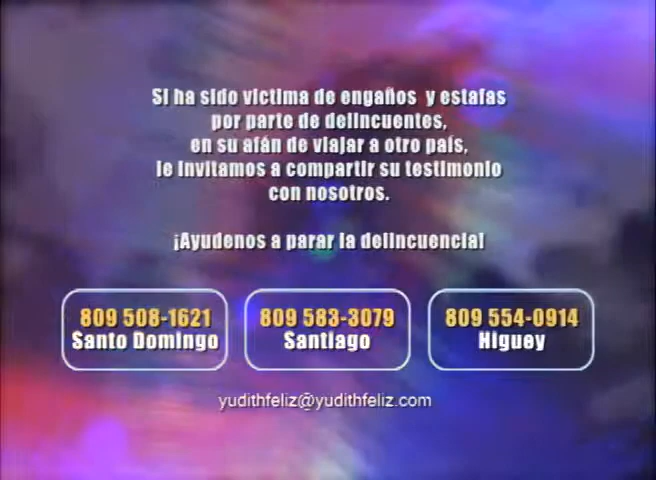 Si ha sido victima de engaños y estafas
por parte de delincuentes,
en su afán de viajar a otro país,
le invitamos a compartir su testimonio
con nosotros.
¡Ayudenos a parar la delincuencia!
809 508-1621
Santo Domingo
809 583-3079
Santiago
809 554-0914
Higuey
yudithfeliz@yudithfeliz.com